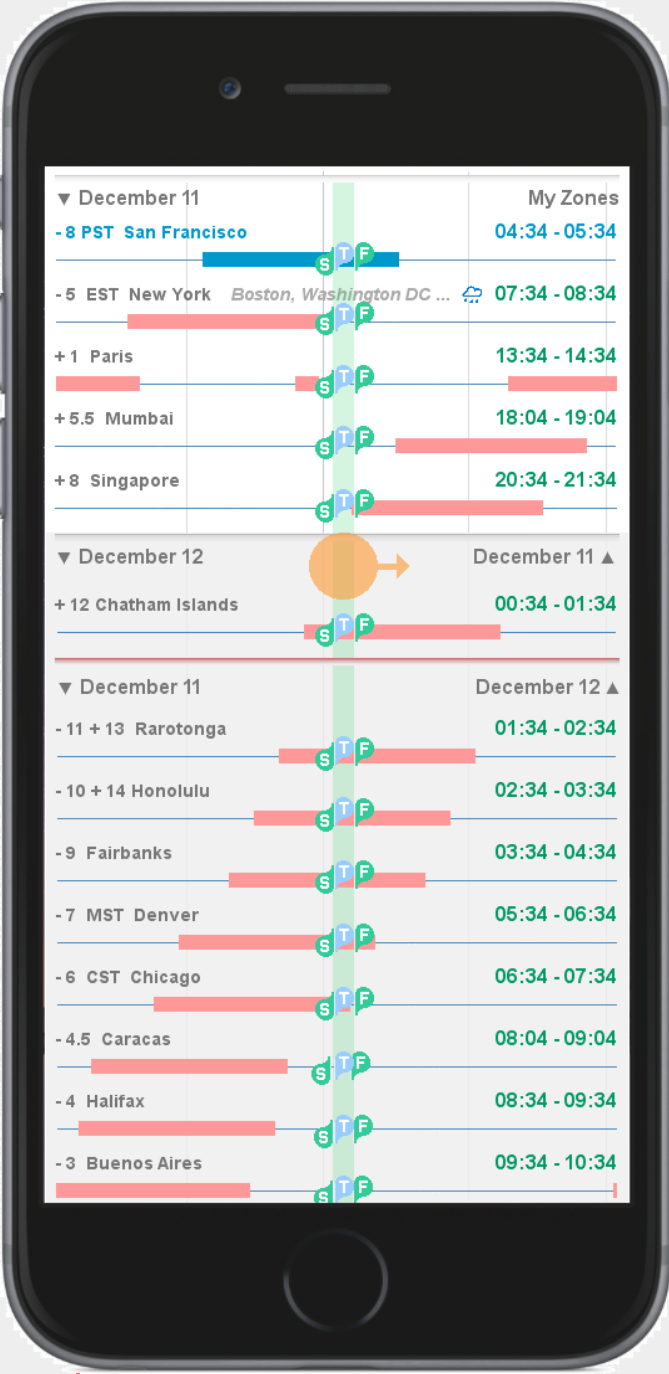 ▼ December 11 My Zones
- 8 PST San Francisco 04:34 - 05:34
S T F
- 5 EST New York Boston, Washington DC ... 07:34 - 08:34
S T F
+ 1 Paris 13:34 - 14:34
S T F
+ 5.5 Mumbai 18:04 - 19:04
S T F
+ 8 Singapore 20:34 - 21:34
S T F
▼ December 12 December 11 ▲
+ 12 Chatham Islands 00:34 - 01:34
S T F
▼ December 11 December 12 ▲
- 11 + 13 Rarotonga 01:34 - 02:34
S T F
- 10 + 14 Honolulu 02:34 - 03:34
S T F
- 9 Fairbanks 03:34 - 04:34
S T F
- 7 MST Denver 05:34 - 06:34
S T F
- 6 CST Chicago 06:34 - 07:34
S T F
- 4.5 Caracas 08:04 - 09:04
S T F
- 4 Halifax 08:34 - 09:34
S T F
- 3 Buenos Aires 09:34 - 10:34
S T F